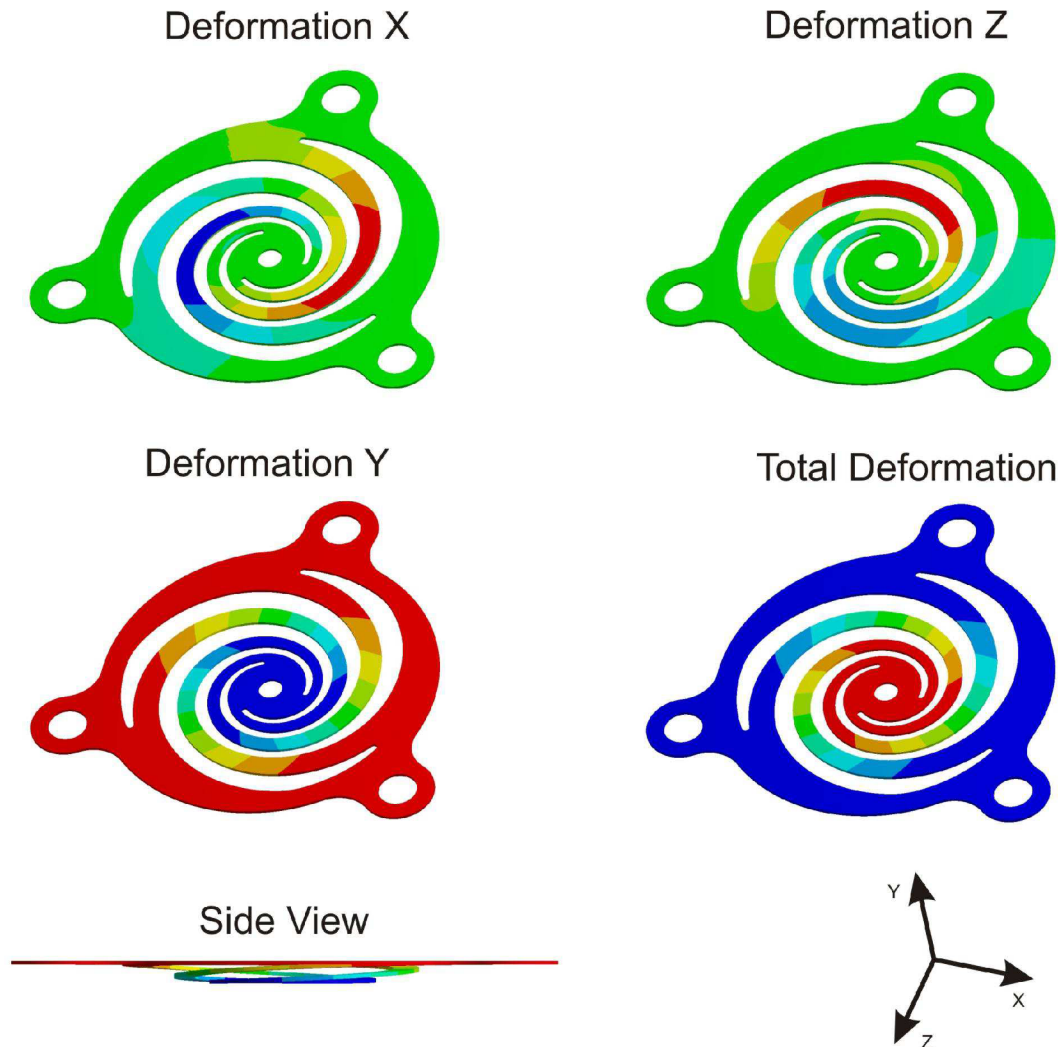 Deformation X
Deformation Z
Deformation Y
Total Deformation
Side View
Y
X
Z